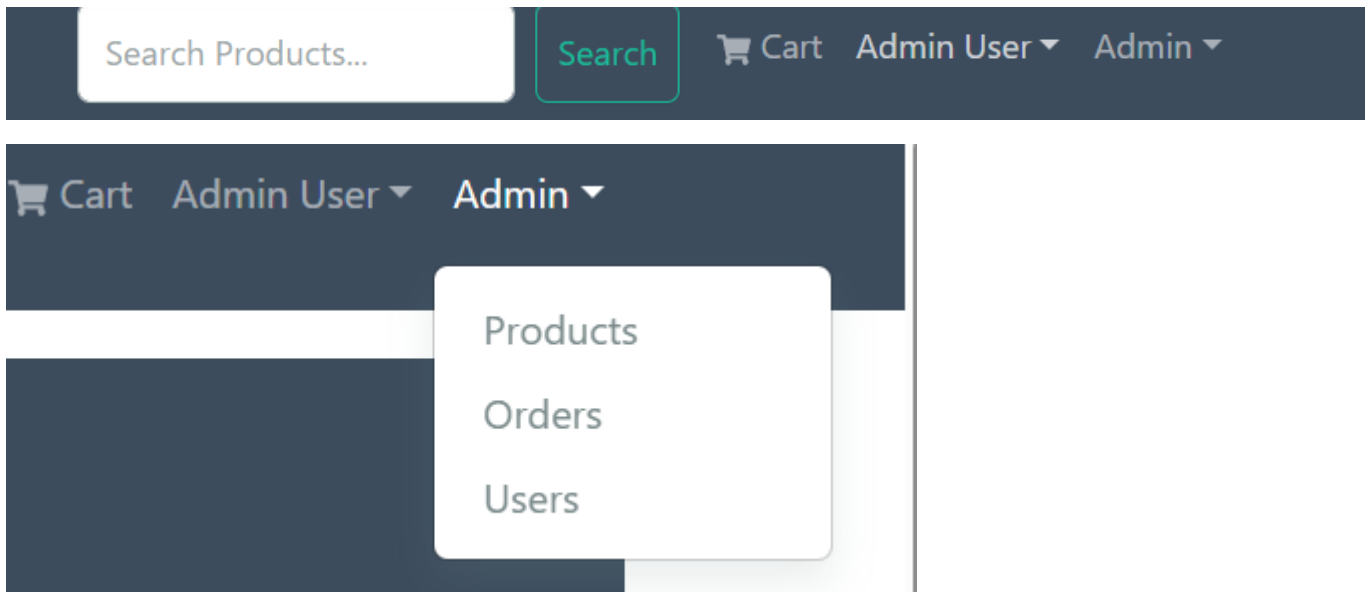 Search Products... Search Cart Admin User Admin
Cart Admin User Admin
Products
Orders
Users